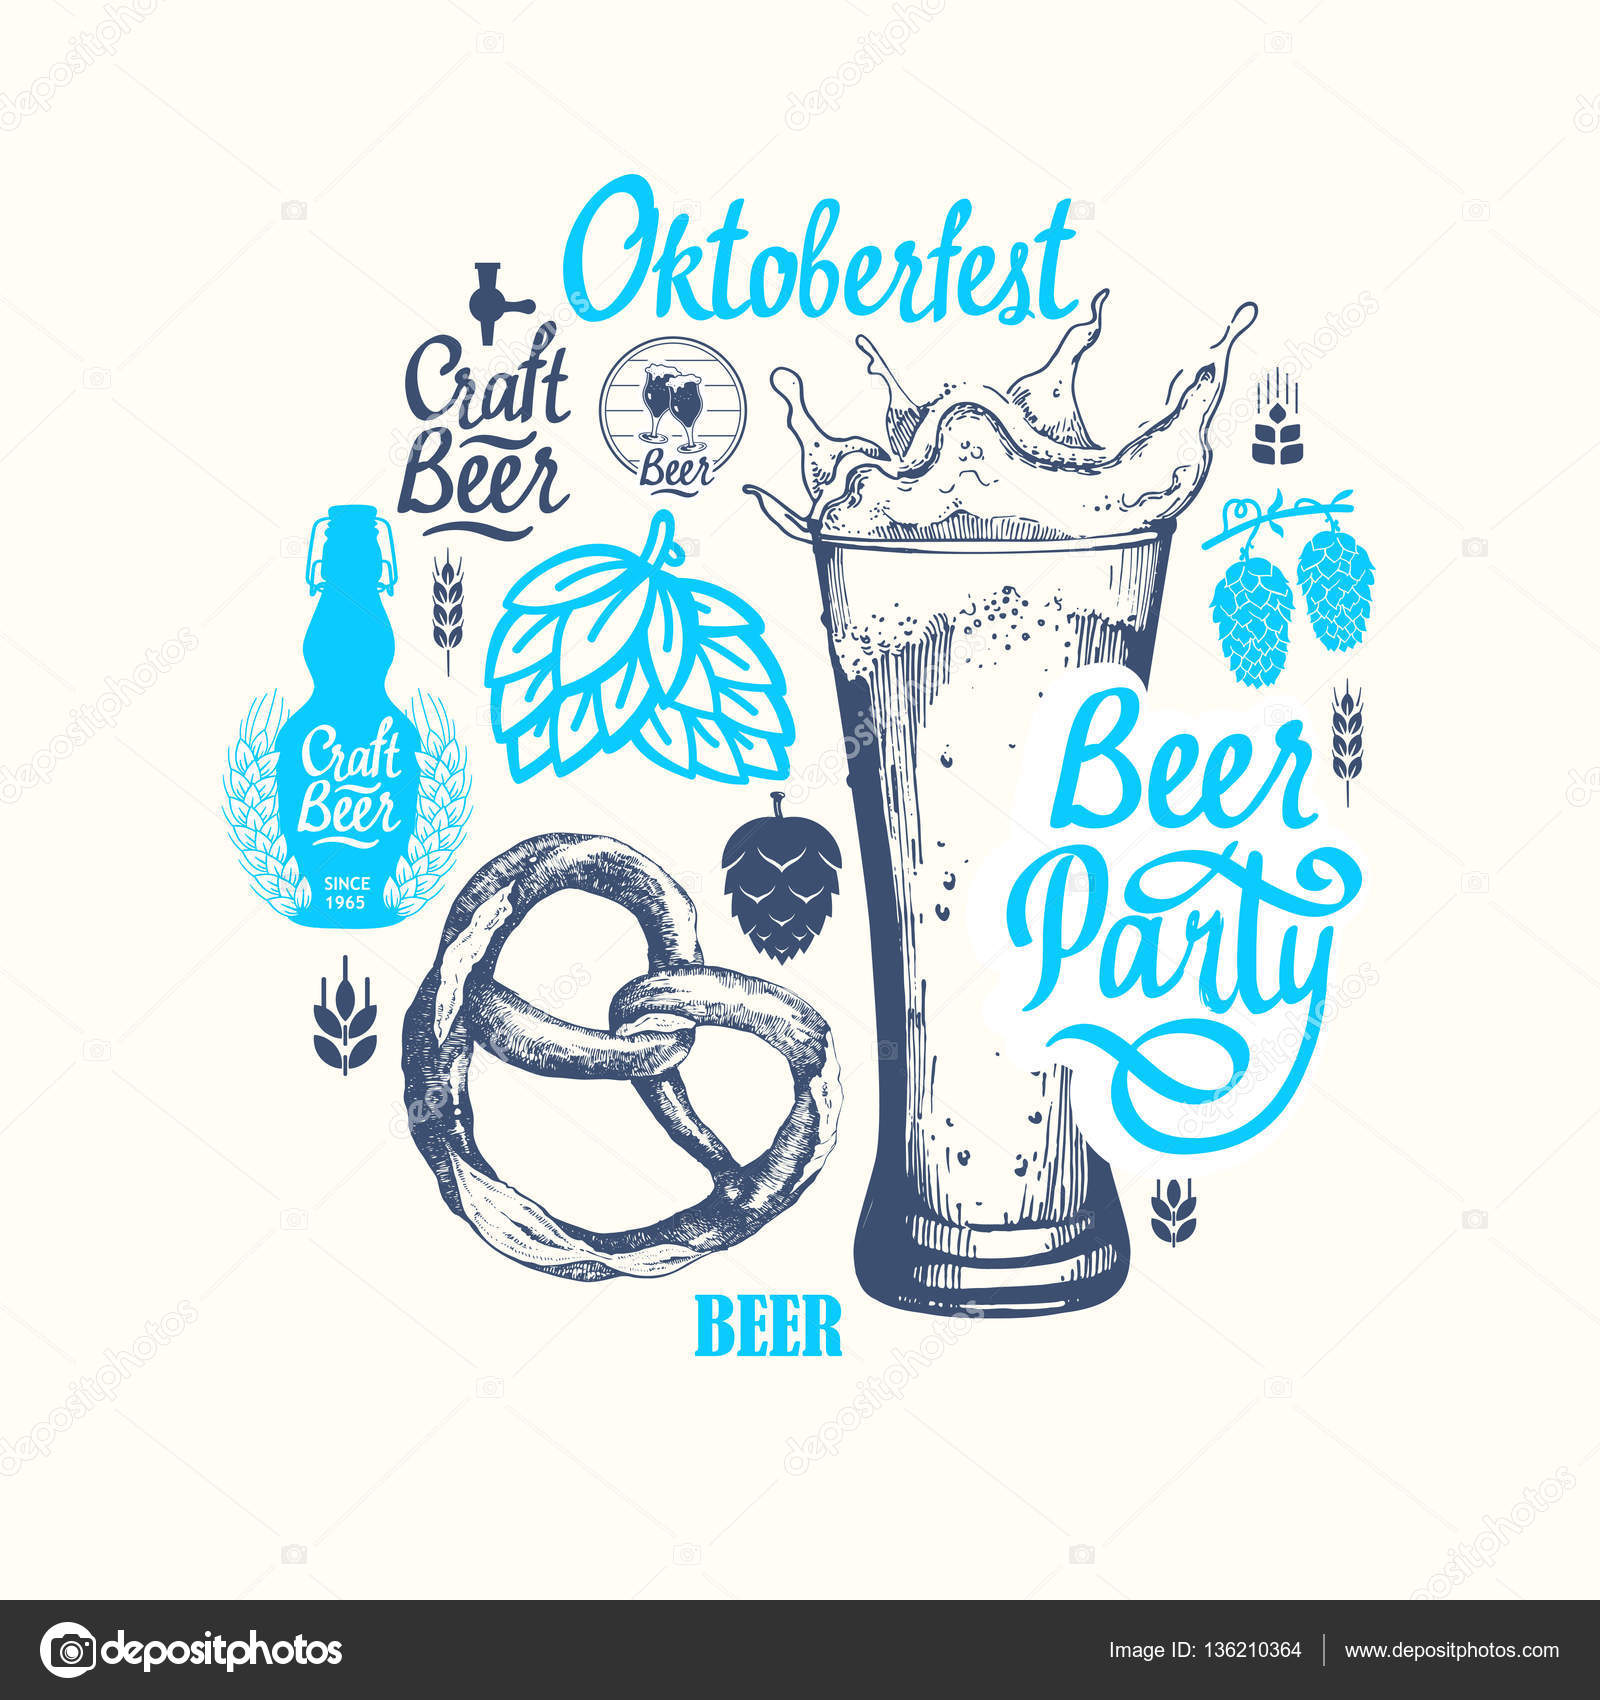 Oktoberfest
Craft
Beer
Beer
Craft
Beer
SINCE
1965
Beer
Party
BEER
depositphotos
Image ID: 136210364
www.depositphotos.com